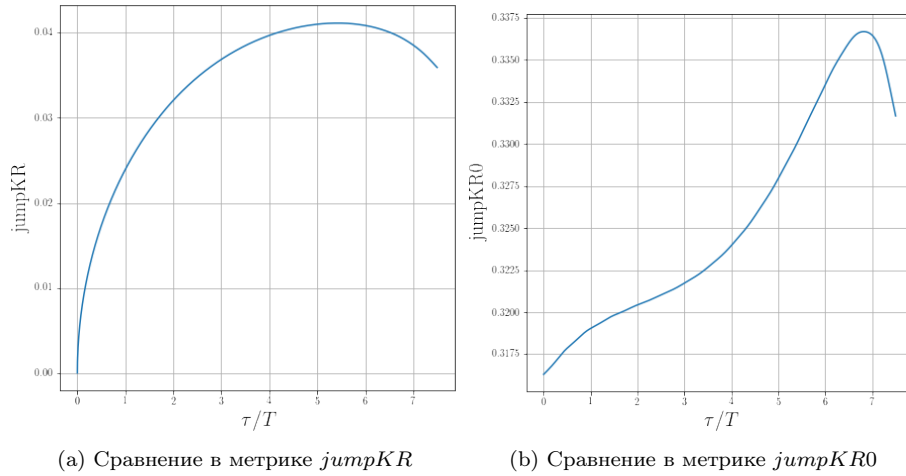 0.04
0.03
0.02
0.01
0.00
jumpKR
0 1 2 3 4 5 6 7
τ/T
(a) Сравнение в метрике jumpKR
0.3375
0.3350
0.3325
0.3300
0.3275
0.3250
0.3225
0.3200
0.3175
jumpKR0
0 1 2 3 4 5 6 7
τ/T
(b) Сравнение в метрике jumpKR0